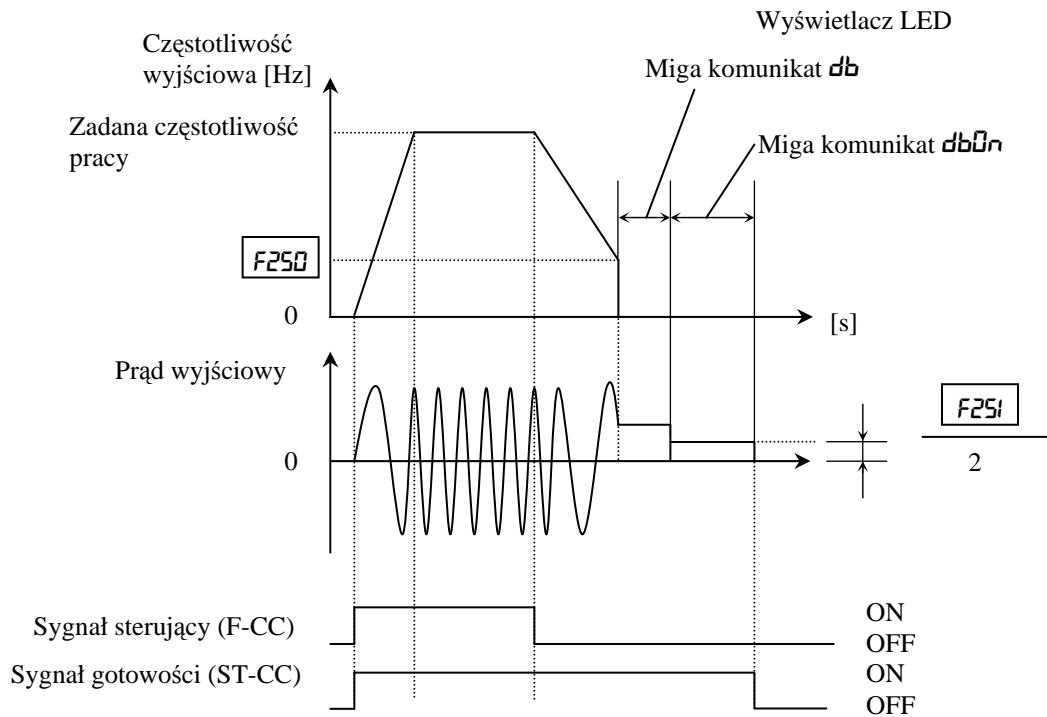 Wyświetlacz LED
Częstotliwość
wyjściowa [Hz]
Miga komunikat db
Zadana częstotliwość
pracy
Miga komunikat dbOn
F250
0
[s]
Prąd wyjściowy
F251
2
0
Sygnał sterujący (F-CC)
ON
OFF
Sygnał gotowości (ST-CC)
ON
OFF